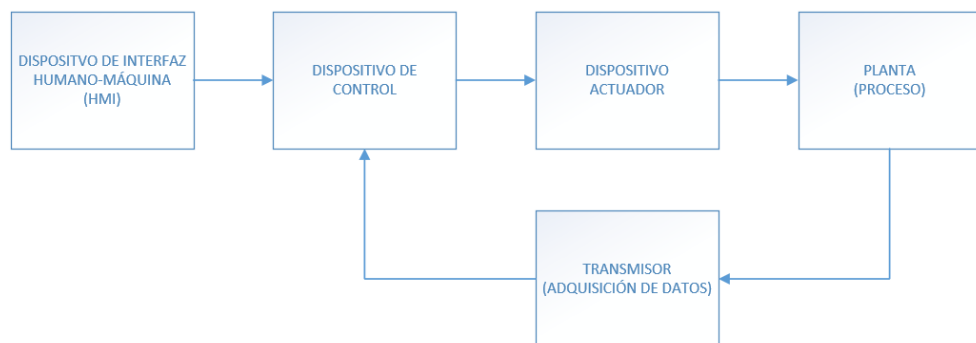 DISPOSITVO DE INTERFAZ
HUMANO-MÁQUINA
(HMI)
DISPOSITIVO DE
CONTROL
DISPOSITIVO
ACTUADOR
PLANTA
(PROCESO)
TRANSMISOR
(ADQUISICIÓN DE DATOS)